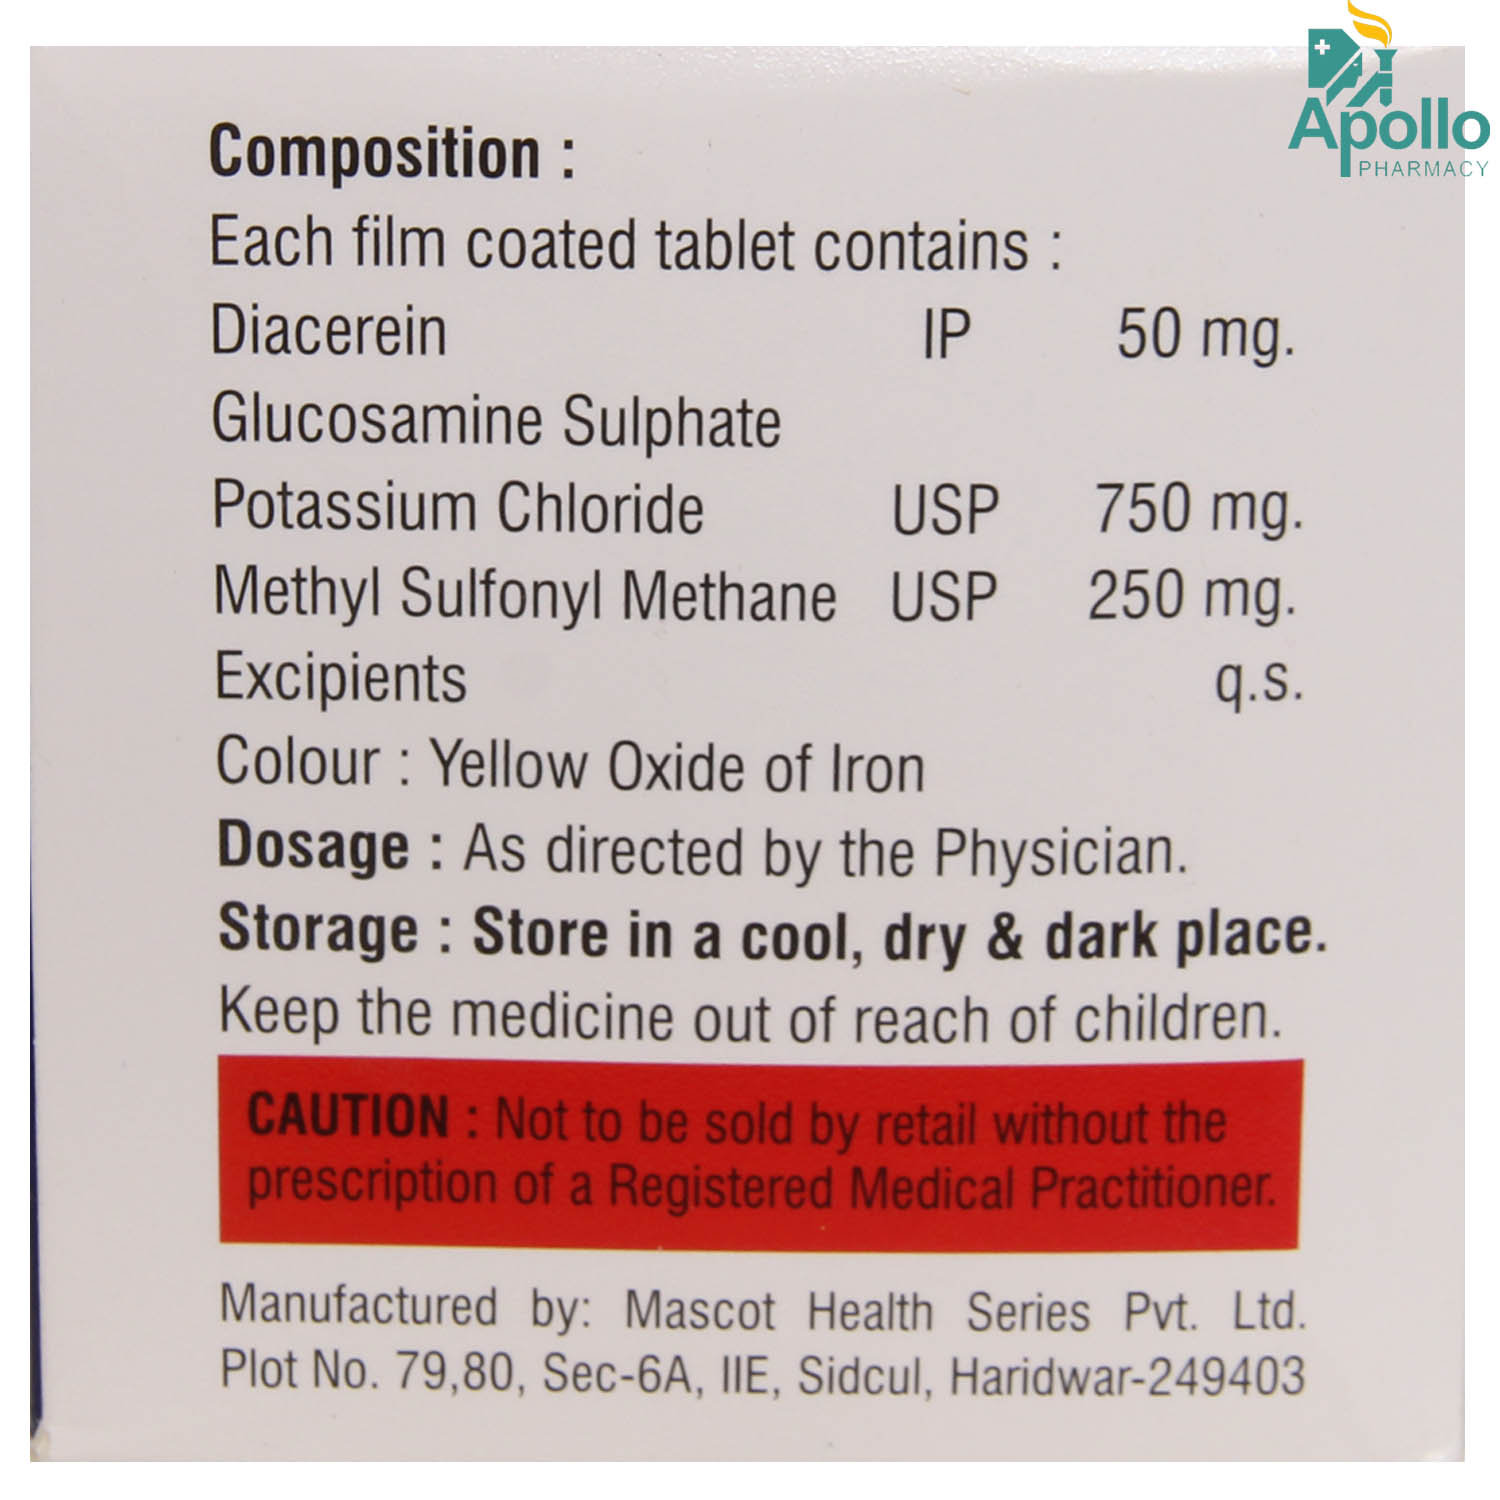 Apollo
PHARMACY
Composition :
Each film coated tablet contains :
Diacerein IP 50 mg.
Glucosamine Sulphate
Potassium Chloride USP 750 mg.
Methyl Sulfonyl Methane USP 250 mg.
Excipients q.s.
Colour : Yellow Oxide of Iron
Dosage : As directed by the Physician.
Storage : Store in a cool, dry & dark place.
Keep the medicine out of reach of children.
CAUTION : Not to be sold by retail without the
prescription of a Registered Medical Practitioner.
Manufactured by: Mascot Health Series Pvt. Ltd.
Plot No. 79,80, Sec-6A, IIE, Sidcul, Haridwar-249403